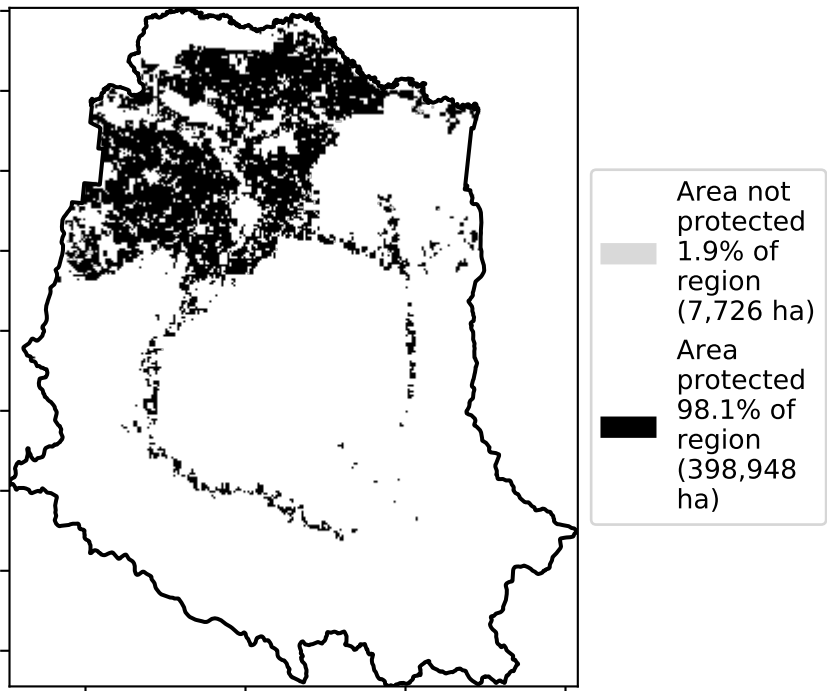 Area not
protected
1.9% of
region
(7,726 ha)
Area
protected
98.1% of
region
(398,948
ha)